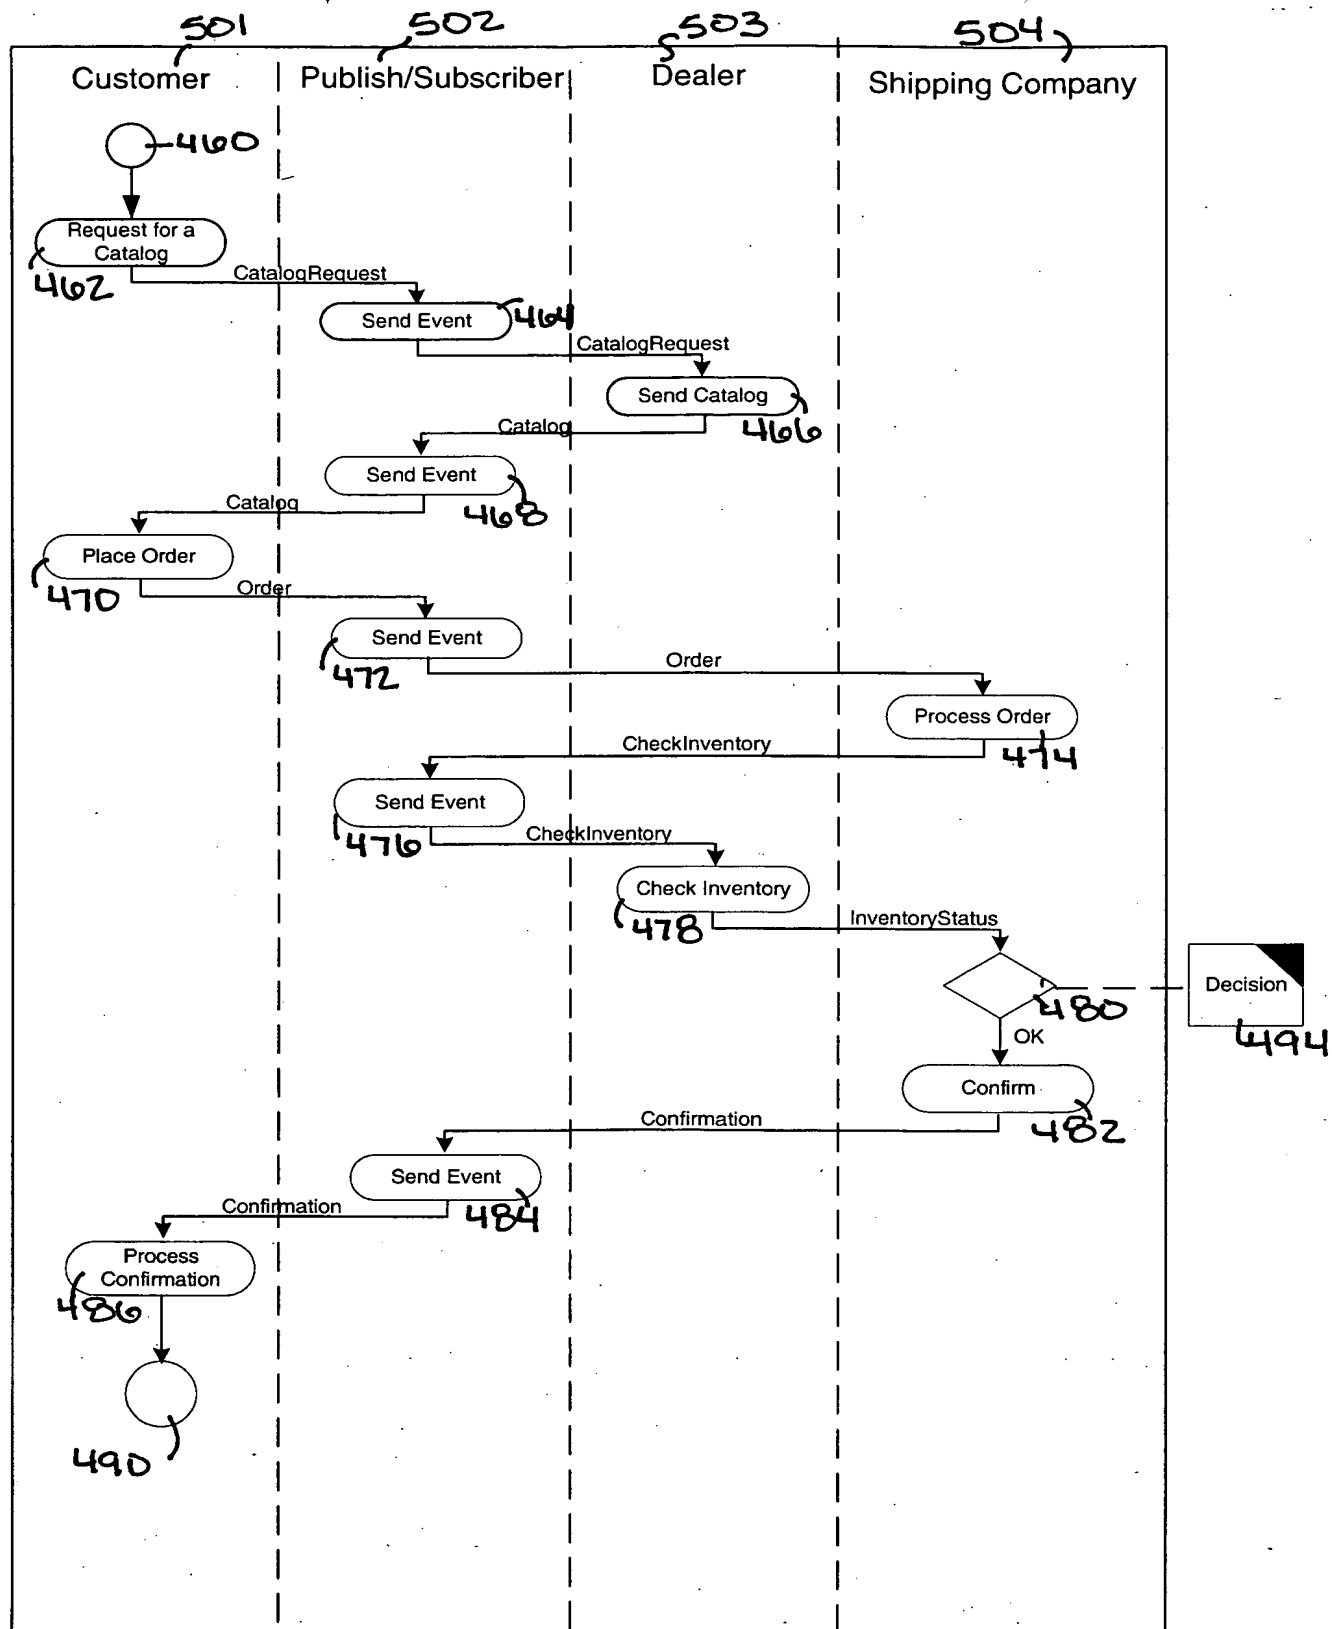 501 502 503 504
Customer Publish/Subscriber Dealer Shipping Company
460
Request for a
Catalog
462
CatalogRequest
Send Event
464
CatalogRequest
Send Catalog
466
Catalog
Send Event
468
Catalog
Place Order
470
Order
Send Event
472
Order
Process Order
474
CheckInventory
Send Event
476
CheckInventory
Check Inventory
478
InventoryStatus
480
Decision
494
OK
Confirm
482
Confirmation
Send Event
484
Confirmation
Process
Confirmation
486
490